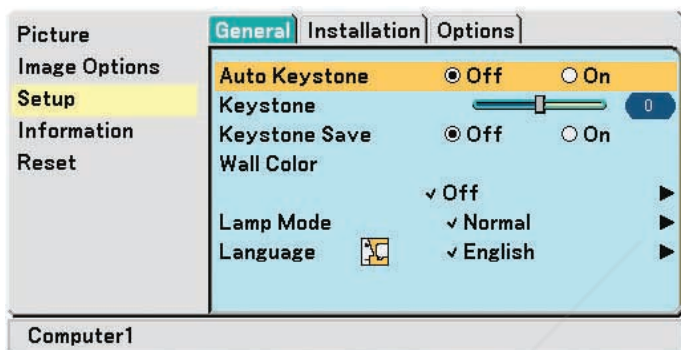 Picture
Image Options
Setup
Information
Reset
General Installation Options
Auto Keystone Off On
Keystone 0
Keystone Save Off On
Wall Color
Off
Lamp Mode Normal
Language English
Computer1